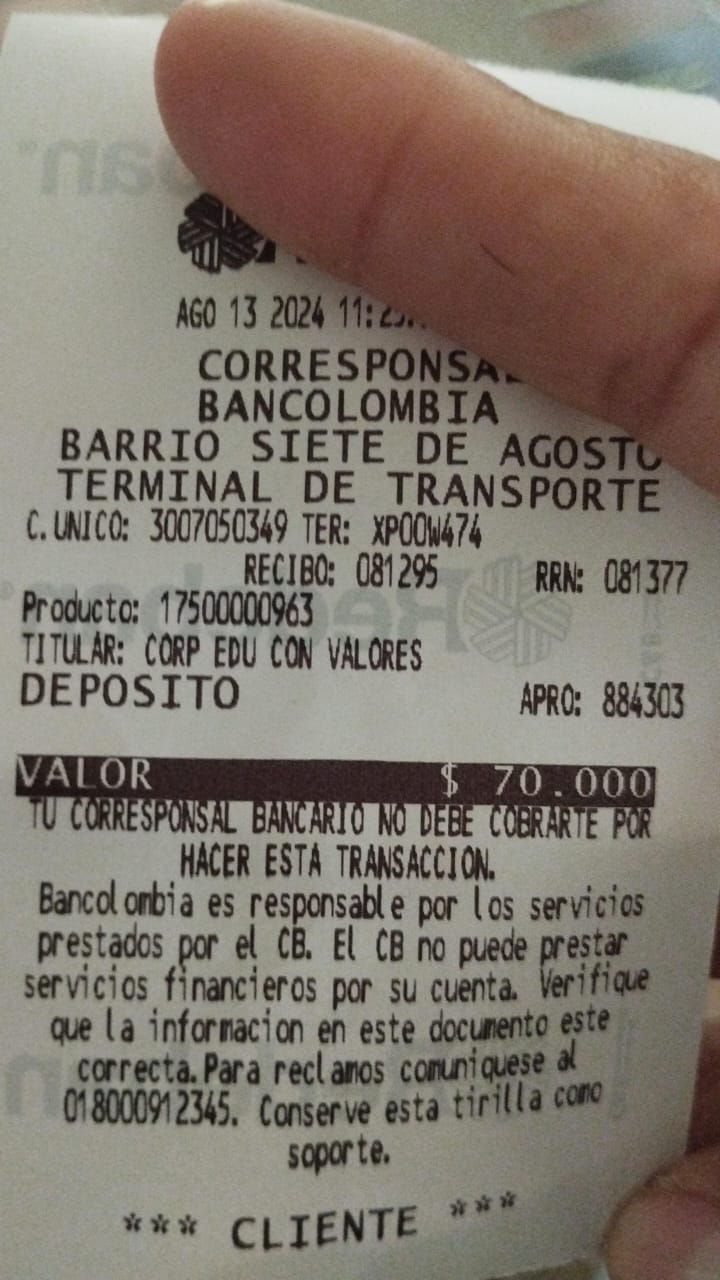 AGO 13 2024 11:
CORRESPONSAL
BANCOLOMBIA
BARRIO SIETE DE AGOSTO
TERMINAL DE TRANSPORTE
C. UNICO: 3007050349 TER: XPOOW474
RECIBO: 081295 RRN: 081377
Producto: 17500000963
TITULAR: CORP EDU CON VALORES
DEPOSITO APRO: 884303
VALOR $ 70.000
TU CORRESPONSAL BANCARIO NO DEBE COBRARTE POR
HACER ESTA TRANSACCION.
Bancolombia es responsable por los servicios
prestados por el CB. El CB no puede prestar
servicios financieros por su cuenta. Verifique
que la informacion en este documento este
correcta.Para reclamos comuniquese al
018000912345. Conserve esta tirilla como
soporte.
*** CLIENTE ***